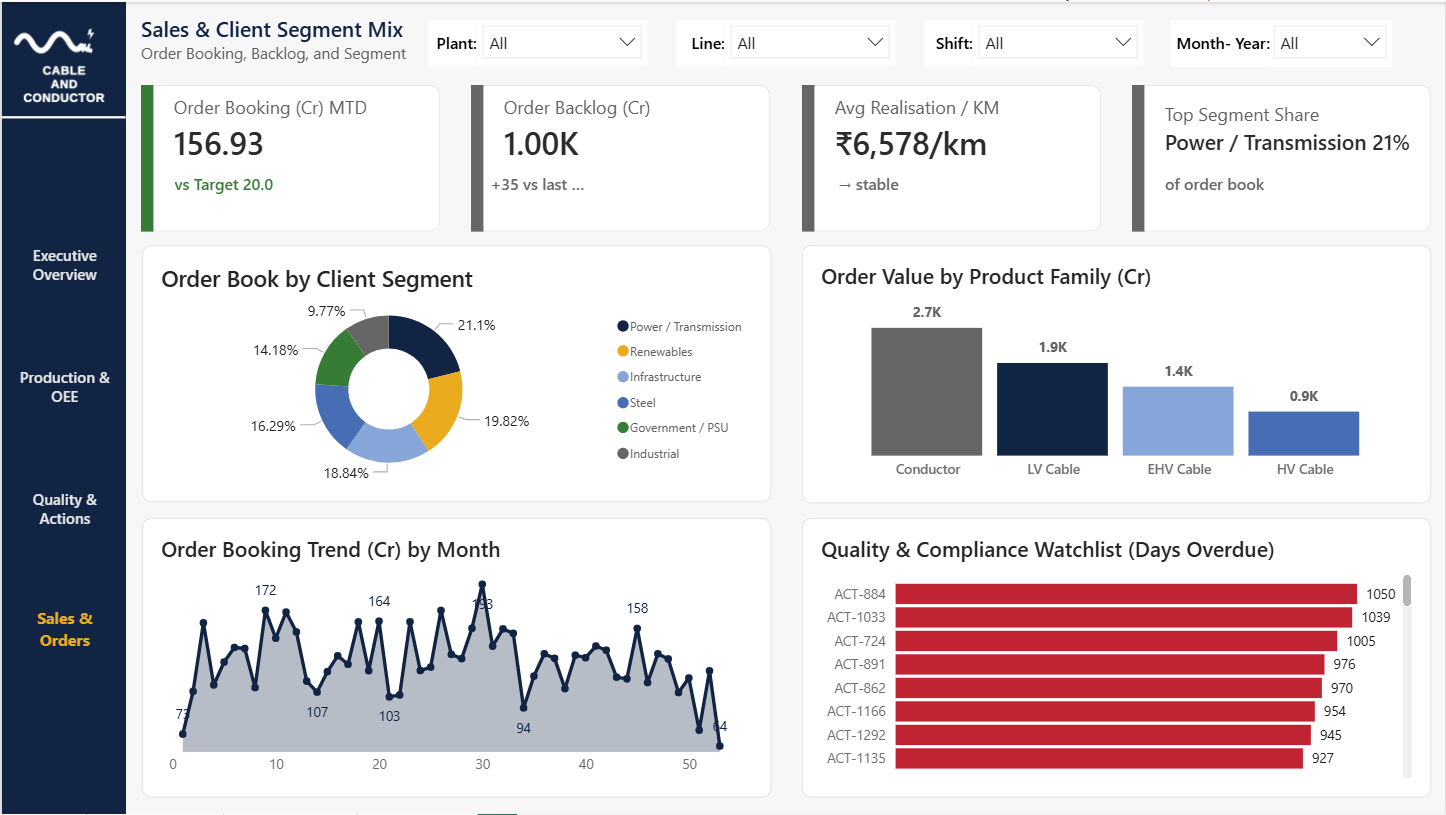 CABLE
AND
CONDUCTOR
Sales & Client Segment Mix
Order Booking, Backlog, and Segment
Plant: All
Line: All
Shift: All
Month- Year: All
Executive
Overview
Production &
OEE
Quality &
Actions
Sales &
Orders
Order Booking (Cr) MTD
156.93
vs Target 20.0
Order Backlog (Cr)
1.00K
+35 vs last ...
Avg Realisation / KM
₹6,578/km
→ stable
Top Segment Share
Power / Transmission 21%
of order book
Order Book by Client Segment
9.77%
21.1%
14.18%
19.82%
16.29%
18.84%
Power / Transmission
Renewables
Infrastructure
Steel
Government / PSU
Industrial
Order Value by Product Family (Cr)
2.7K
1.9K
1.4K
0.9K
Conductor
LV Cable
EHV Cable
HV Cable
Order Booking Trend (Cr) by Month
172
164
193
158
73
107
103
94
64
0
10
20
30
40
50
Quality & Compliance Watchlist (Days Overdue)
ACT-884 1050
ACT-1033 1039
ACT-724 1005
ACT-891 976
ACT-862 970
ACT-1166 954
ACT-1292 945
ACT-1135 927